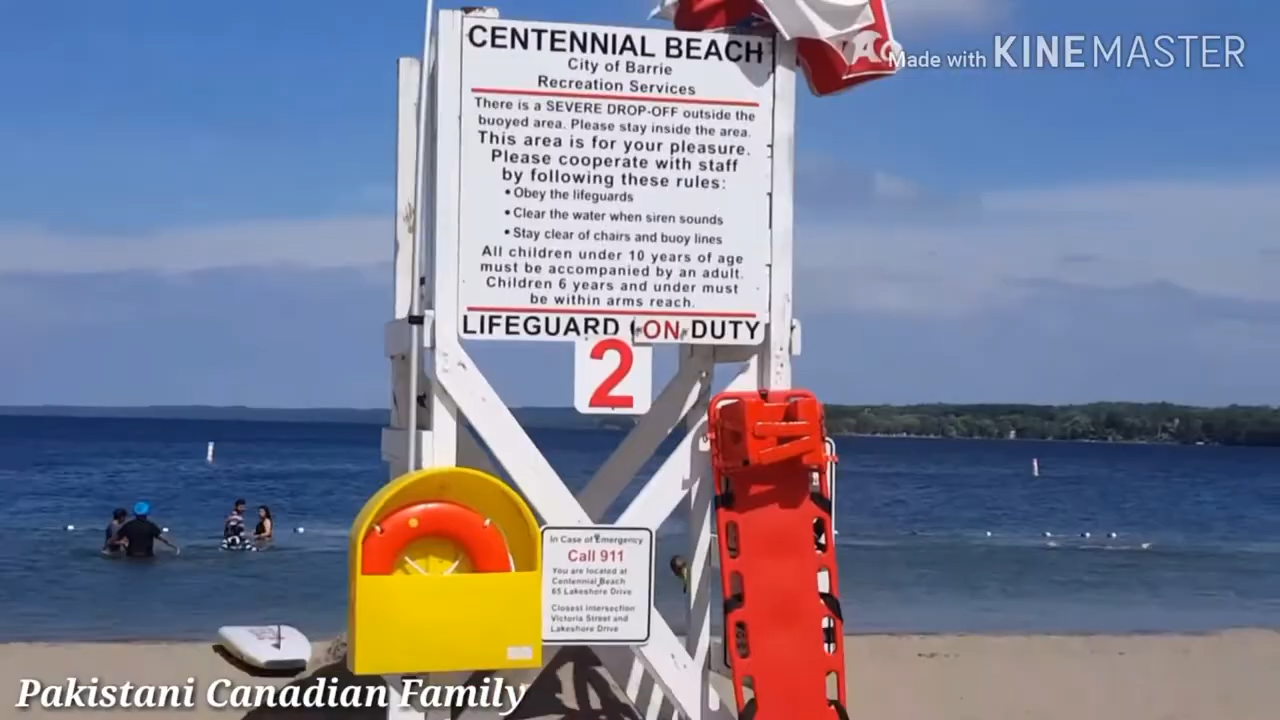 CENTENNIAL BEACH
City of Barrie
Recreation Services
There is a SEVERE DROP-OFF outside the
buoyed area. Please stay inside the area.
This area is for your pleasure.
Please cooperate with staff
by following these rules:
• Obey the lifeguards
• Clear the water when siren sounds
• Stay clear of chairs and buoy lines
All children under 10 years of age
must be accompanied by an adult.
Children 6 years and under must
be within arms reach.
LIFEGUARD ON DUTY
2
In Case of Emergency
Call 911
You are located at
Centennial Beach
65 Lakeshore Drive
Closest intersection
Victoria Street and
Lakeshore Drive
Made with KINEMASTER
Pakistani Canadian Family